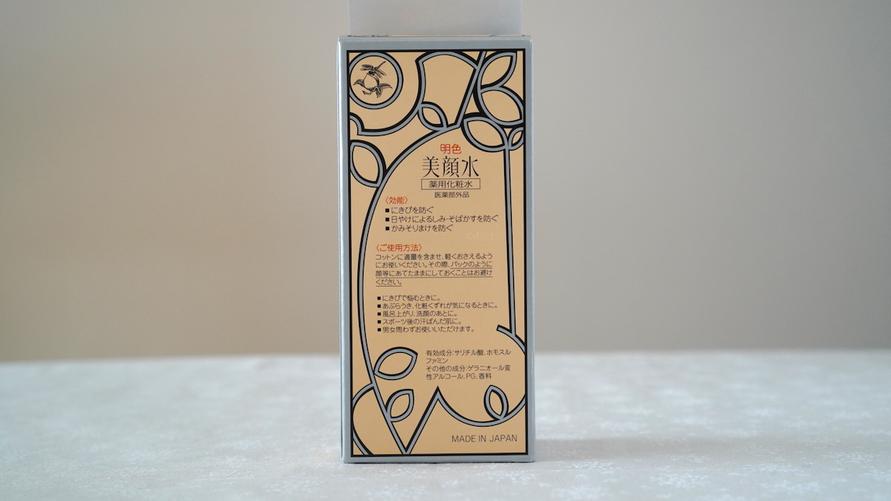 明色
美顔水
薬用化粧水
医薬部外品
〈効能〉
■にきびを防ぐ
■日やけによるしみ・そばかすを防ぐ
■かみそりまけを防ぐ
〈ご使用方法〉
コットンに適量を含ませ、軽くおさえるよう
にお使いください。その際、パックのように
顔等にあてたままにしておくことはお避け
ください。
■にきびで悩むときに。
■あぶらうき、化粧くずれが気になるときに。
■風呂上がり、洗顔のあとに。
■スポーツ後の汗ばんだ肌に。
■男女問わずお使いいただけます。
有効成分:サリチル酸、ホモスル
ファミン
その他の成分:ゲラニオール変
性アルコール、PG、香料
MADE IN JAPAN